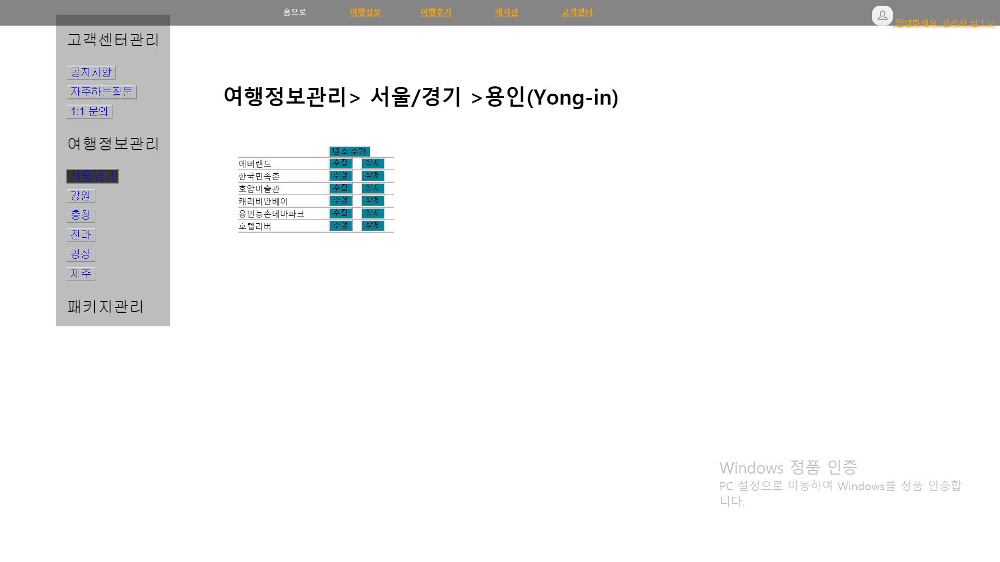 홈으로 여행정보 여행후기 게시판 고객센터
안녕하세요. 관리자 님 ! ▽
고객센터관리
공지사항
자주하는질문
1:1 문의
여행정보관리
서울/경기
강원
충청
전라
경상
제주
패키지관리
여행정보관리> 서울/경기 >용인(Yong-in)
명소 추가
에버랜드 수정 삭제
한국민속촌 수정 삭제
호암미술관 수정 삭제
캐리비안베이 수정 삭제
용인농촌테마파크 수정 삭제
호텔리버 수정 삭제
Windows 정품 인증
PC 설정으로 이동하여 Windows를 정품 인증합
니다.